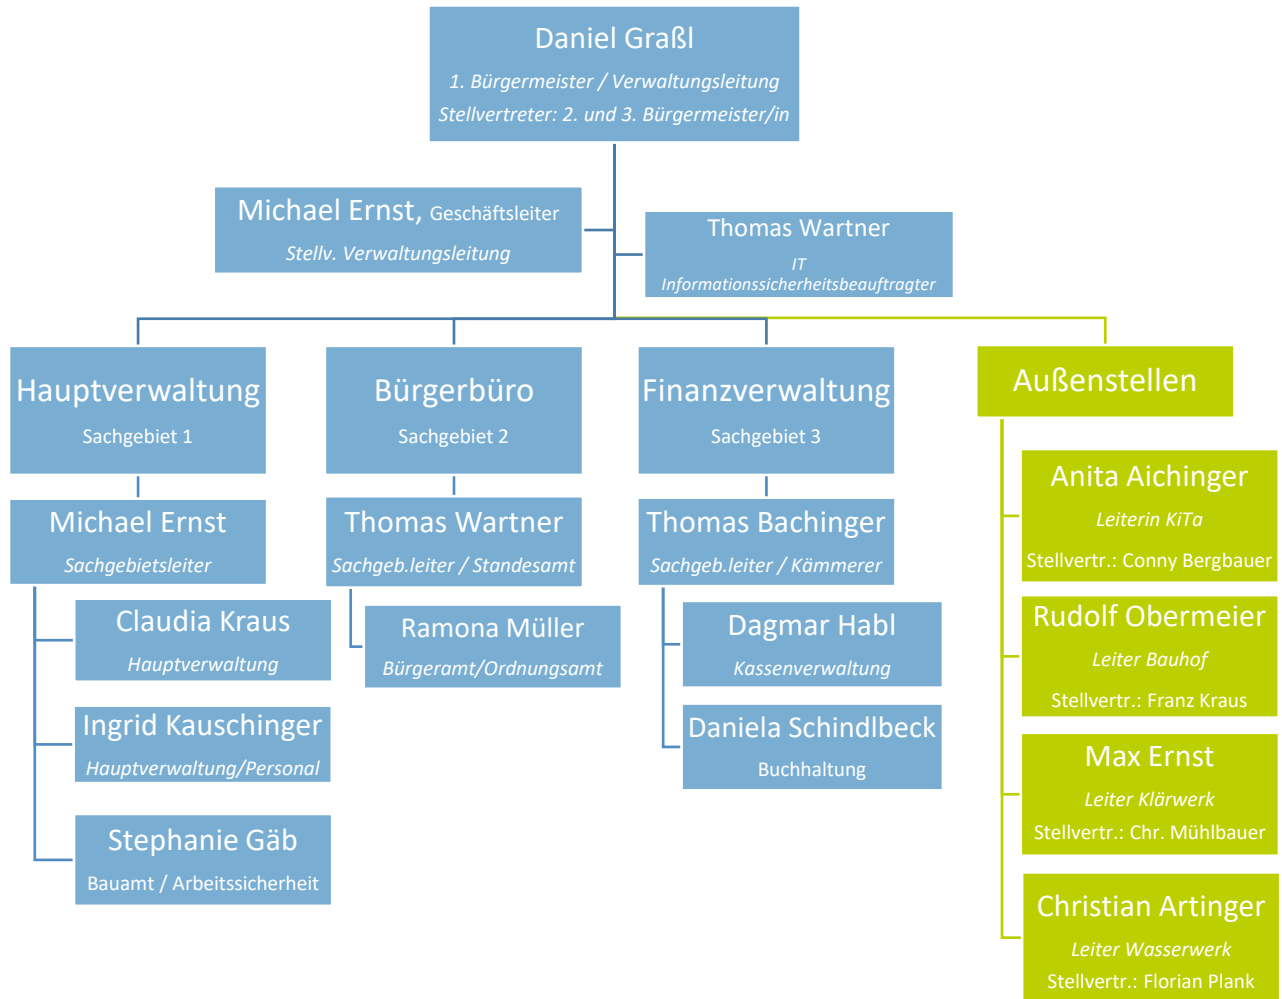 Daniel Graßl
1. Bürgermeister / Verwaltungsleitung
Stellvertreter: 2. und 3. Bürgermeister/in
Michael Ernst, Geschäftsleiter
Stellv. Verwaltungsleitung
Thomas Wartner
IT
Informationssicherheitsbeauftragter
Hauptverwaltung
Sachgebiet 1
Michael Ernst
Sachgebietsleiter
Claudia Kraus
Hauptverwaltung
Ingrid Kauschinger
Hauptverwaltung/Personal
Stephanie Gäb
Bauamt / Arbeitssicherheit
Bürgerbüro
Sachgebiet 2
Thomas Wartner
Sachgeb.leiter / Standesamt
Ramona Müller
Bürgeramt/Ordnungsamt
Finanzverwaltung
Sachgebiet 3
Thomas Bachinger
Sachgeb.leiter / Kämmerer
Dagmar Habl
Kassenverwaltung
Daniela Schindlbeck
Buchhaltung
Außenstellen
Anita Aichinger
Leiterin KiTa
Stellvertr.: Conny Bergbauer
Rudolf Obermeier
Leiter Bauhof
Stellvertr.: Franz Kraus
Max Ernst
Leiter Klärwerk
Stellvertr.: Chr. Mühlbauer
Christian Artinger
Leiter Wasserwerk
Stellvertr.: Florian Plank